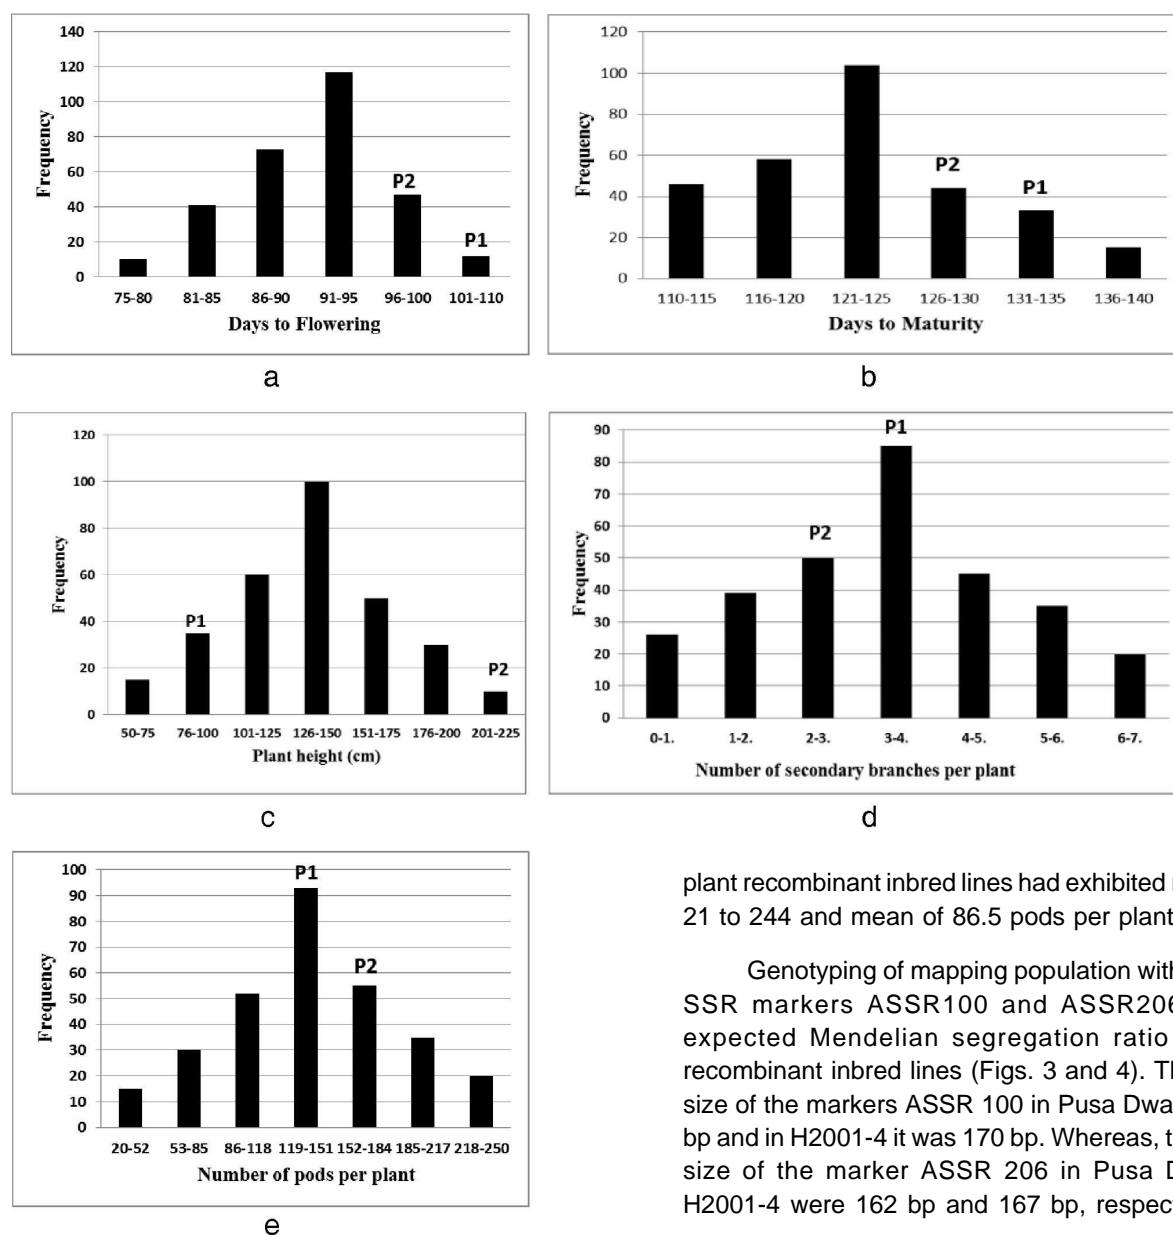 140
120
100
80
60
40
20
0
Frequency
P2
P1
75-80 81-85 86-90 91-95 96-100 101-110
Days to Flowering
a
120
100
80
60
40
20
0
Frequency
P2
P1
110-115 116-120 121-125 126-130 131-135 136-140
Days to Maturity
b
120
100
80
60
40
20
0
Frequency
P1
P2
50-75 76-100 101-125 126-150 151-175 176-200 201-225
Plant height (cm)
c
90
80
70
60
50
40
30
20
10
0
Frequency
P1
P2
0-1. 1-2. 2-3. 3-4. 4-5. 5-6. 6-7.
Number of secondary branches per plant
d
100
90
80
70
60
50
40
30
20
10
0
Frequency
P1
P2
20-52 53-85 86-118 119-151 152-184 185-217 218-250
Number of pods per plant
e
plant recombinant inbred lines had exhibited
21 to 244 and mean of 86.5 pods per plant
Genotyping of mapping population with
SSR markers ASSR100 and ASSR206
expected Mendelian segregation ratio
recombinant inbred lines (Figs. 3 and 4).
size of the markers ASSR 100 in Pusa
bp and in H2001-4 it was 170 bp. Whereas,
size of the marker ASSR 206 in Pusa
H2001-4 were 162 bp and 167 bp,